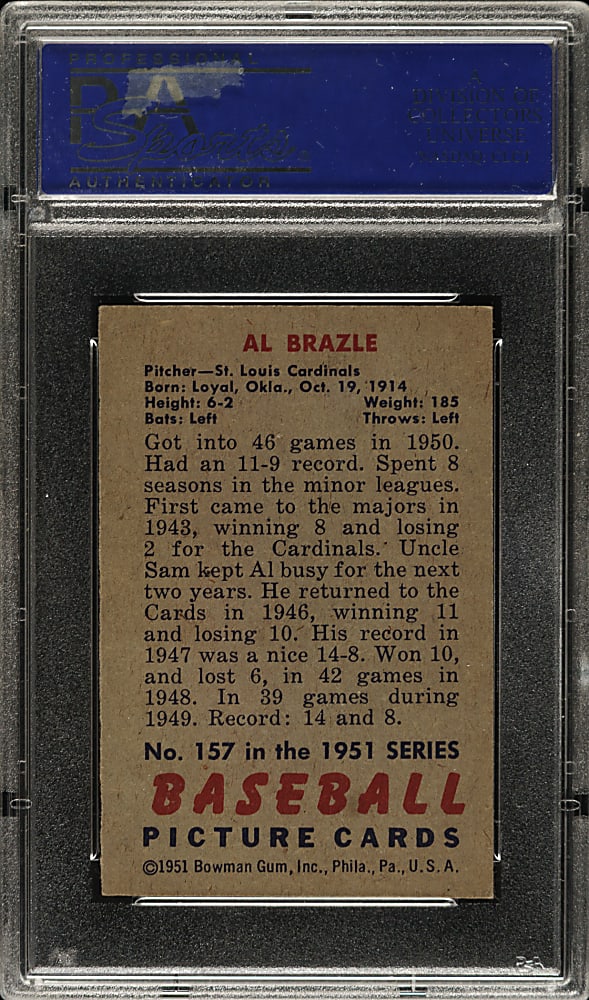 PROFESSIONAL
PSA
Sports
AUTHENTICATOR
A
DIVISION OF
COLLECTORS
UNIVERSE
NASDAQ: CLCT
AL BRAZLE
Pitcher—St. Louis Cardinals
Born: Loyal, Okla., Oct. 19, 1914
Height: 6-2 Weight: 185
Bats: Left Throws: Left
Got into 46 games in 1950.
Had an 11-9 record. Spent 8
seasons in the minor leagues.
First came to the majors in
1943, winning 8 and losing
2 for the Cardinals. Uncle
Sam kept Al busy for the next
two years. He returned to the
Cards in 1946, winning 11
and losing 10. His record in
1947 was a nice 14-8. Won 10,
and lost 6, in 42 games in
1948. In 39 games during
1949. Record: 14 and 8.
No. 157 in the 1951 SERIES
BASEBALL
PICTURE CARDS
©1951 Bowman Gum, Inc., Phila., Pa., U.S.A.
PSA